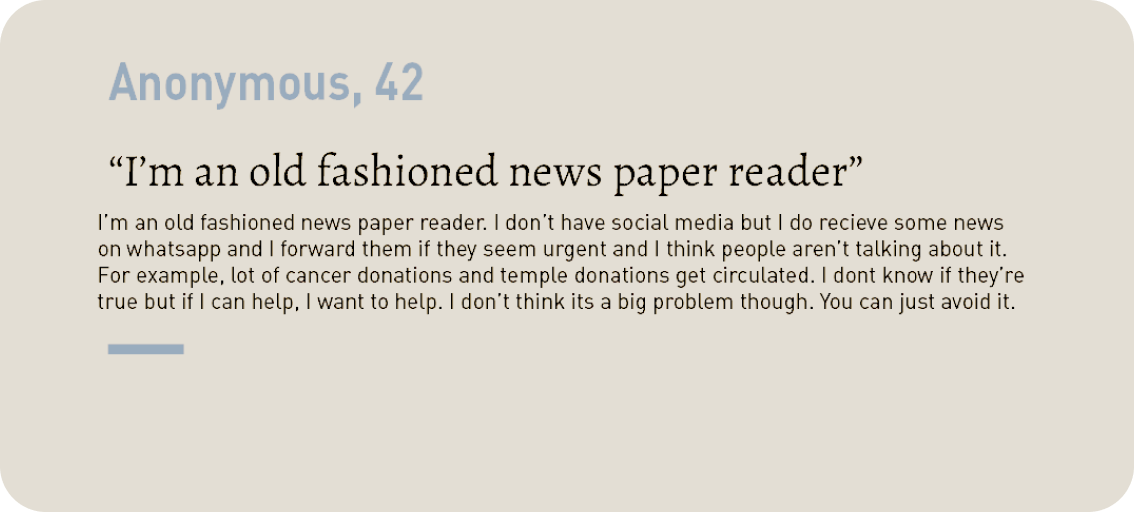 Anonymous, 42
“I’m an old fashioned news paper reader”
I’m an old fashioned news paper reader. I don’t have social media but I do recieve some news
on whatsapp and I forward them if they seem urgent and I think people aren’t talking about it.
For example, lot of cancer donations and temple donations get circulated. I dont know if they’re
true but if I can help, I want to help. I don’t think its a big problem though. You can just avoid it.